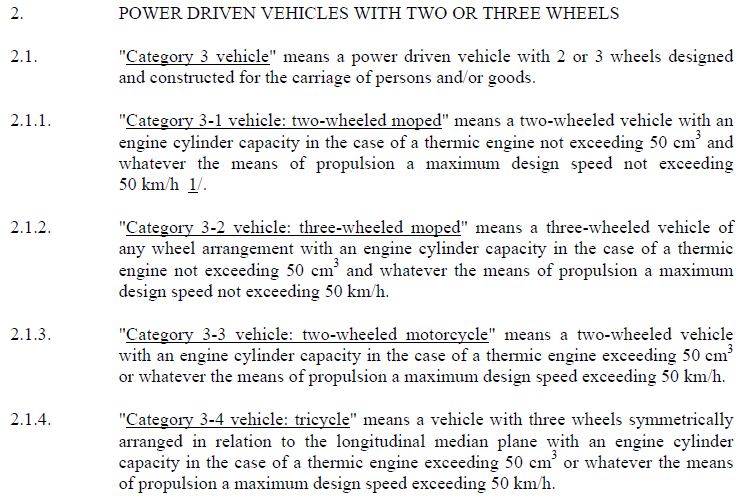 2. POWER DRIVEN VEHICLES WITH TWO OR THREE WHEELS
2.1. "Category 3 vehicle" means a power driven vehicle with 2 or 3 wheels designed
and constructed for the carriage of persons and/or goods.
2.1.1. "Category 3-1 vehicle: two-wheeled moped" means a two-wheeled vehicle with an
engine cylinder capacity in the case of a thermic engine not exceeding 50 cm³ and
whatever the means of propulsion a maximum design speed not exceeding
50 km/h 1/.
2.1.2. "Category 3-2 vehicle: three-wheeled moped" means a three-wheeled vehicle of
any wheel arrangement with an engine cylinder capacity in the case of a thermic
engine not exceeding 50 cm³ and whatever the means of propulsion a maximum
design speed not exceeding 50 km/h.
2.1.3. "Category 3-3 vehicle: two-wheeled motorcycle" means a two-wheeled vehicle
with an engine cylinder capacity in the case of a thermic engine exceeding 50 cm³
or whatever the means of propulsion a maximum design speed exceeding 50 km/h.
2.1.4. "Category 3-4 vehicle: tricycle" means a vehicle with three wheels symmetrically
arranged in relation to the longitudinal median plane with an engine cylinder
capacity in the case of a thermic engine exceeding 50 cm³ or whatever the means
of propulsion a maximum design speed exceeding 50 km/h.